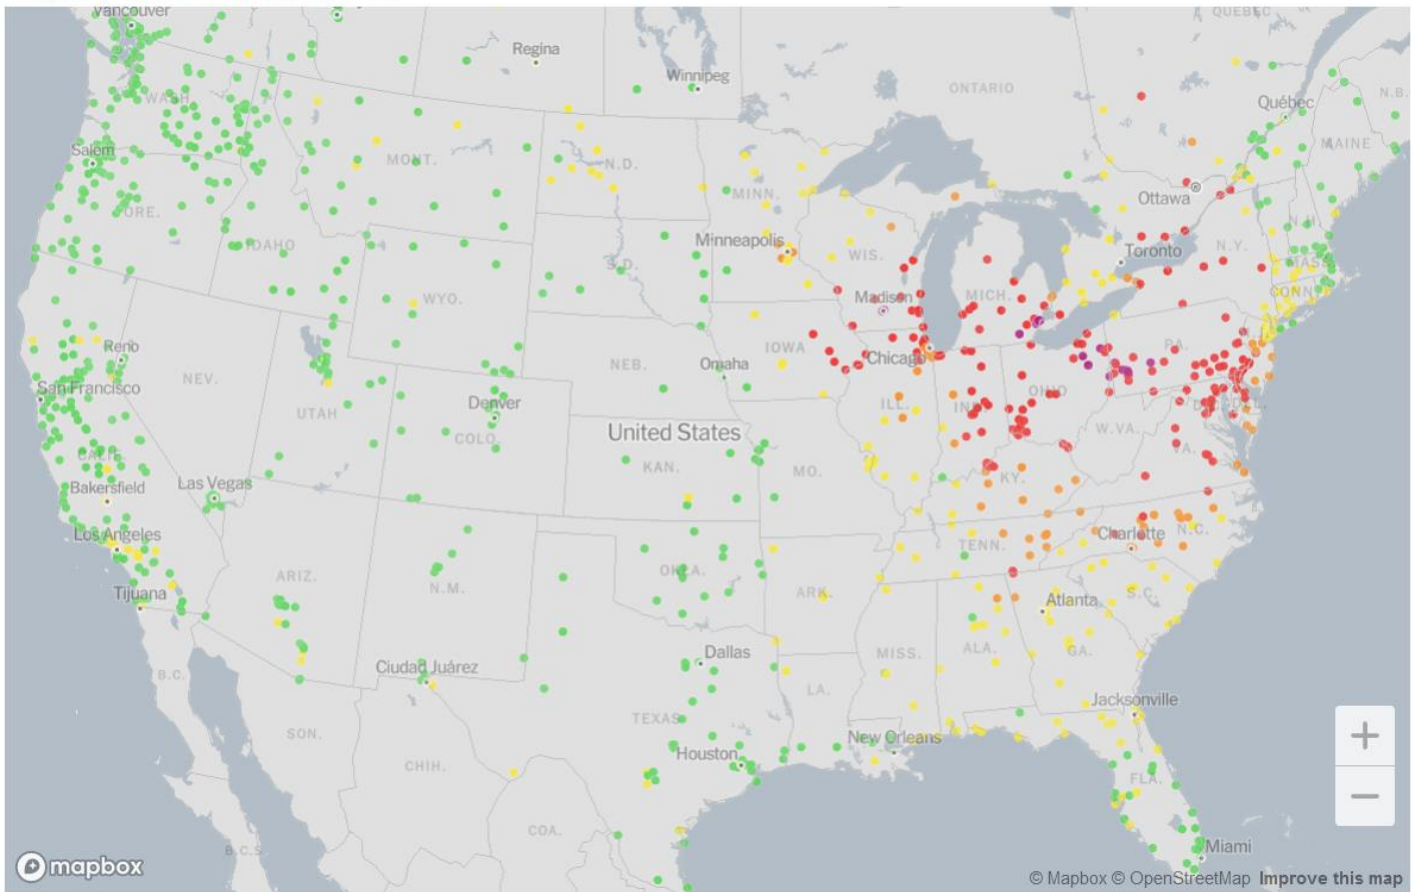 Vancouver
QUEBEC
Regina
Winnipeg
ONTARIO
N.B.
Québec
WASH.
MAINE
Salem
MONT.
N.D.
MINN.
Ottawa
ORE.
N.H.
IDAHO
Minneapolis
WIS.
Toronto
N.Y.
S.D.
MASS.
WYO.
Madison
MICH.
CONN.
Reno
IOWA
Chicago
PA.
NEV.
NEB.
Omaha
San Francisco
OHIO
UTAH
Denver
ILL.
IND.
United States
COLO.
W.VA.
CALIF.
KAN.
MO.
VA.
Bakersfield
Las Vegas
KY.
Los Angeles
Charlotte
N.C.
TENN.
ARIZ.
N.M.
OKLA.
ARK.
Tijuana
Atlanta
S.C.
Dallas
MISS.
ALA.
GA.
Ciudad Juárez
B.C.
LA.
Jacksonville
TEXAS
SON.
New Orleans
Houston
CHIH.
FLA.
+
COA.
−
Miami
B.C.S.
mapbox
© Mapbox © OpenStreetMap Improve this map